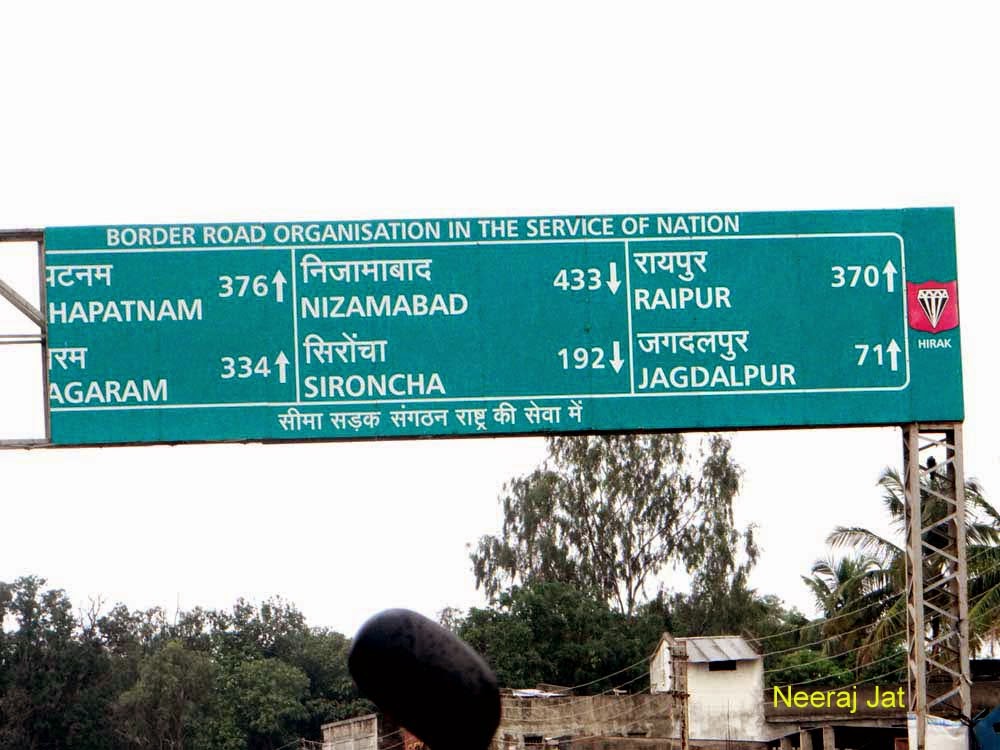 BORDER ROAD ORGANISATION IN THE SERVICE OF NATION
376
HAPATNAM
334
AGARAM
निजामाबाद 433
NIZAMABAD
सिरोंचा 192
SIRONCHA
रायपुर 370
RAIPUR
जगदलपुर 71
JAGDALPUR
HIRAK
सीमा सड़क संगठन राष्ट्र की सेवा में
Neeraj Jat